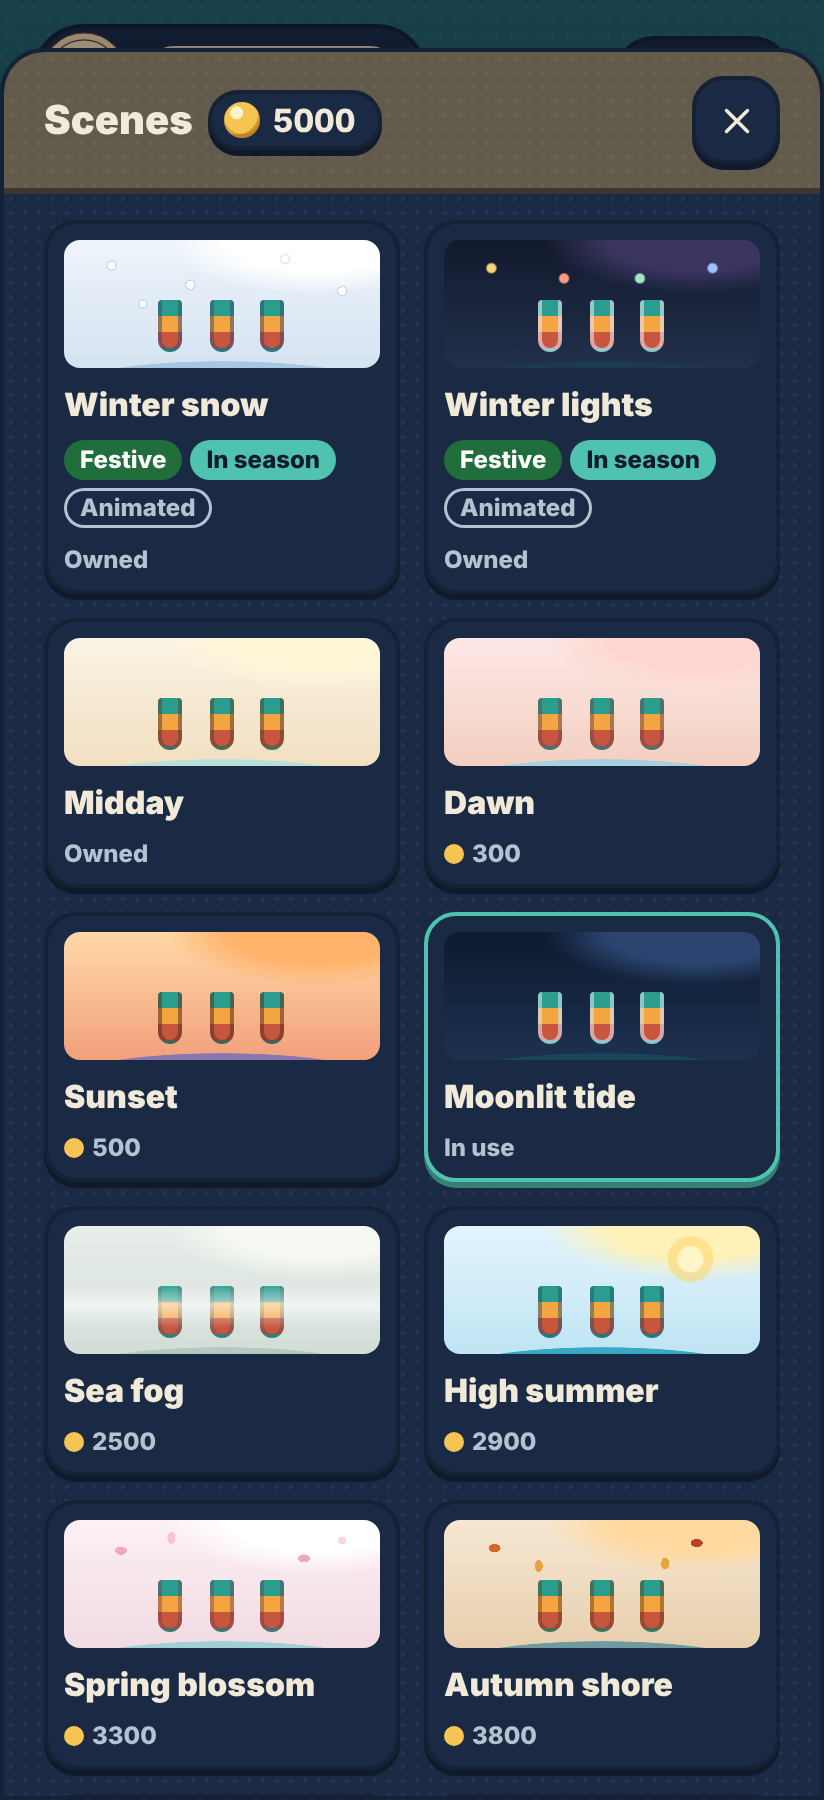 Scenes
5000
Winter snow
Festive
In season
Animated
Owned
Winter lights
Festive
In season
Animated
Owned
Midday
Owned
Dawn
300
Sunset
500
Moonlit tide
In use
Sea fog
2500
High summer
2900
Spring blossom
3300
Autumn shore
3800